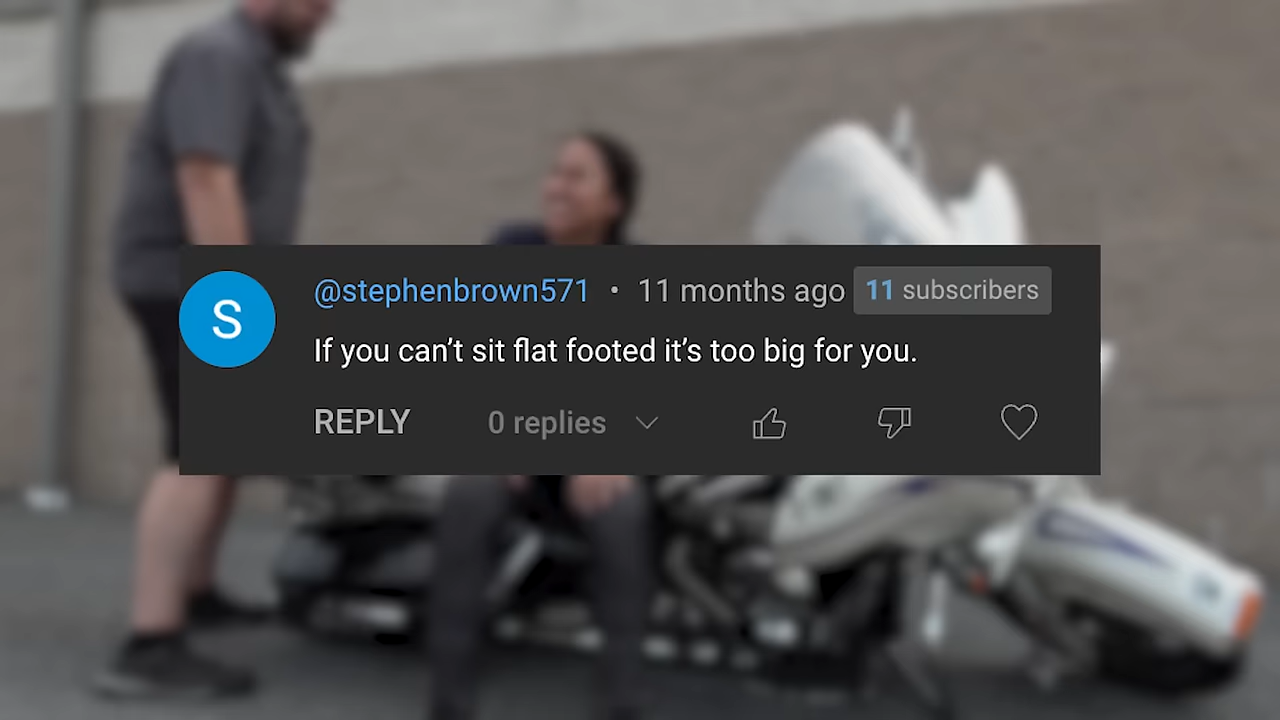 S
@stephenbrown571 • 11 months ago 11 subscribers
If you can’t sit flat footed it’s too big for you.
REPLY 0 replies